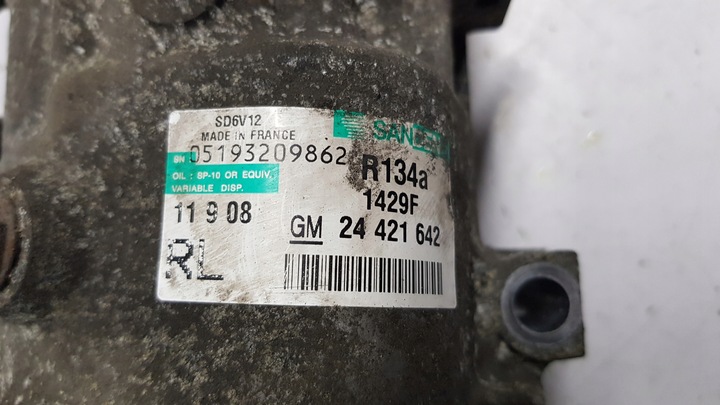 SD6V12
MADE IN FRANCE
SN 05193209862
OIL : SP-10 OR EQUIV.
VARIABLE DISP.
11 9 08
RL
R134a
1429F
GM 24 421 642